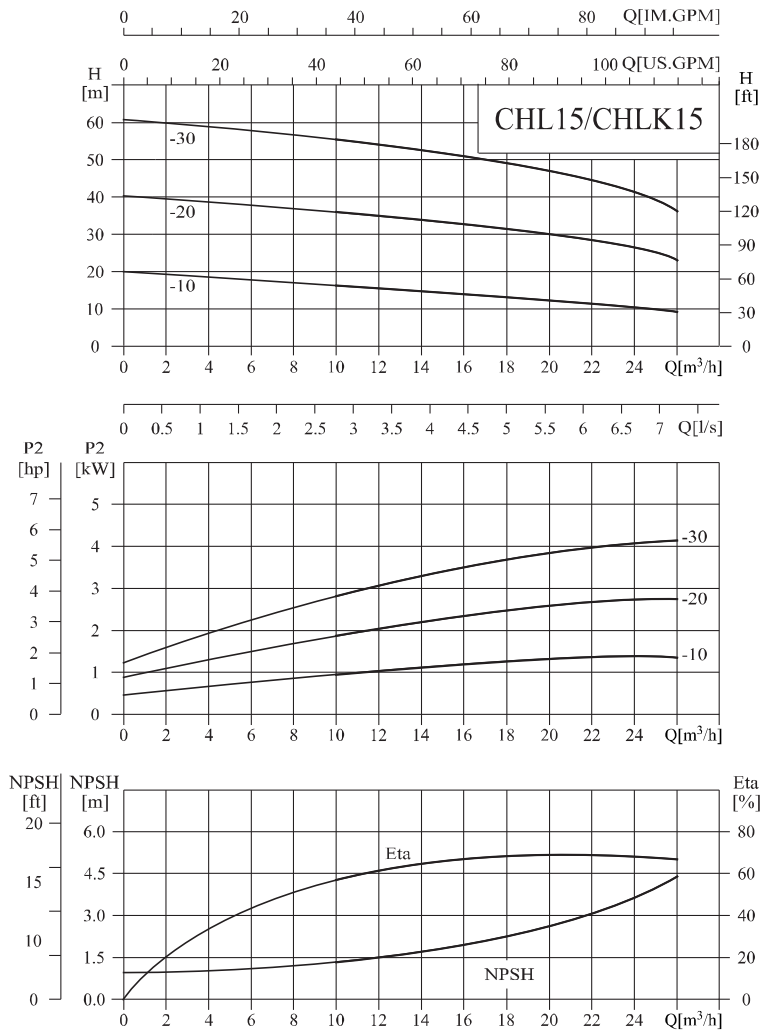 0 20 40 60 80 Q[IM.GPM]
0 20 40 60 80 100 Q[US.GPM]
H
[m]
H
[ft]
CHL15/CHLK15
60
50
40
30
20
10
0
180
150
120
90
60
30
0
-30
-20
-10
0 2 4 6 8 10 12 14 16 18 20 22 24 Q[m³/h]
0 0.5 1 1.5 2 2.5 3 3.5 4 4.5 5 5.5 6 6.5 7 Q[l/s]
P2
[hp]
P2
[kW]
7
6
5
4
3
2
1
0
5
4
3
2
1
0
-30
-20
-10
0 2 4 6 8 10 12 14 16 18 20 22 24 Q[m³/h]
NPSH
[ft]
NPSH
[m]
Eta
[%]
20
15
10
0
6.0
4.5
3.0
1.5
0.0
80
60
40
20
0
Eta
NPSH
0 2 4 6 8 10 12 14 16 18 20 22 24 Q[m³/h]